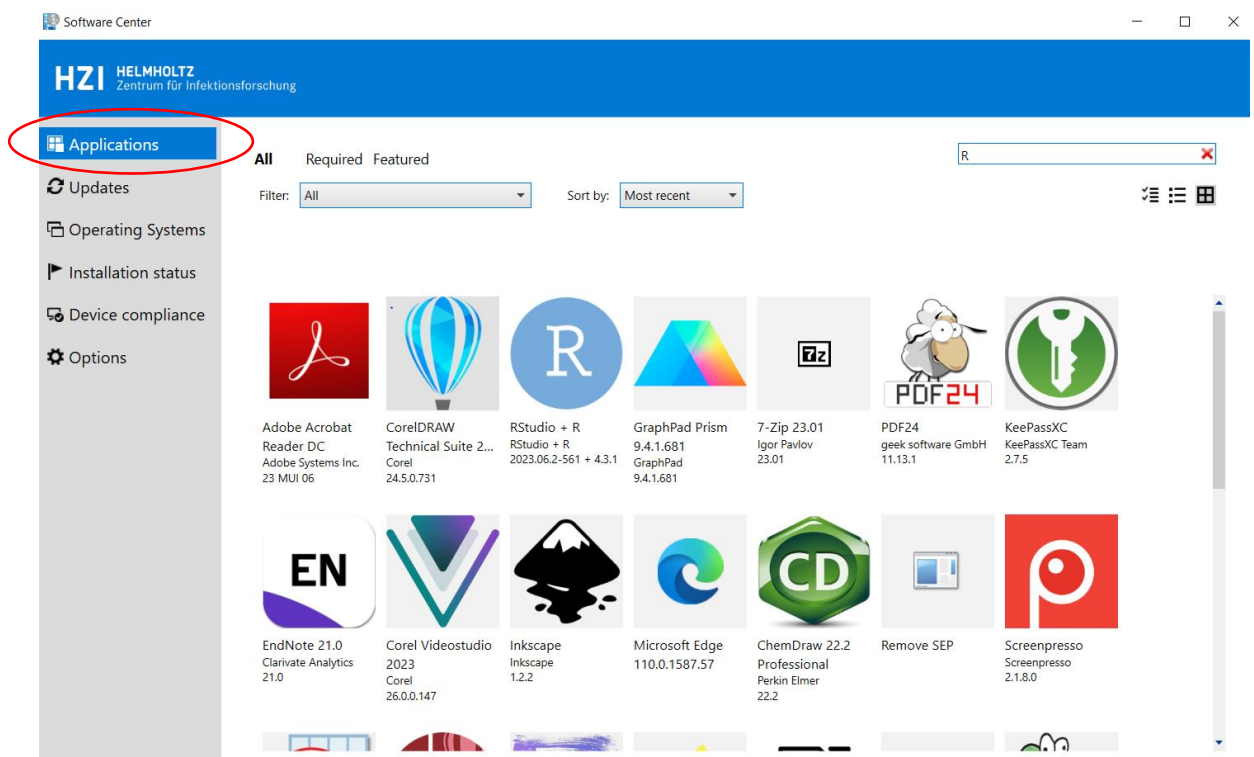 Software Center
HZI HELMHOLTZ
Zentrum für Infektionsforschung
Applications
Updates
Operating Systems
Installation status
Device compliance
Options
All Required Featured
R
Filter: All Sort by: Most recent
R
7z
PDF24
Adobe Acrobat
Reader DC
Adobe Systems Inc.
23 MUI 06
CorelDRAW
Technical Suite 2...
Corel
24.5.0.731
RStudio + R
RStudio + R
2023.06.2-561 + 4.3.1
GraphPad Prism
9.4.1.681
GraphPad
9.4.1.681
7-Zip 23.01
Igor Pavlov
23.01
PDF24
geek software GmbH
11.13.1
KeePassXC
KeePassXC Team
2.7.5
EN
CD
EndNote 21.0
Clarivate Analytics
21.0
Corel Videostudio
2023
Corel
26.0.0.147
Inkscape
Inkscape
1.2.2
Microsoft Edge
110.0.1587.57
ChemDraw 22.2
Professional
Perkin Elmer
22.2
Remove SEP
Screenpresso
Screenpresso
2.1.8.0